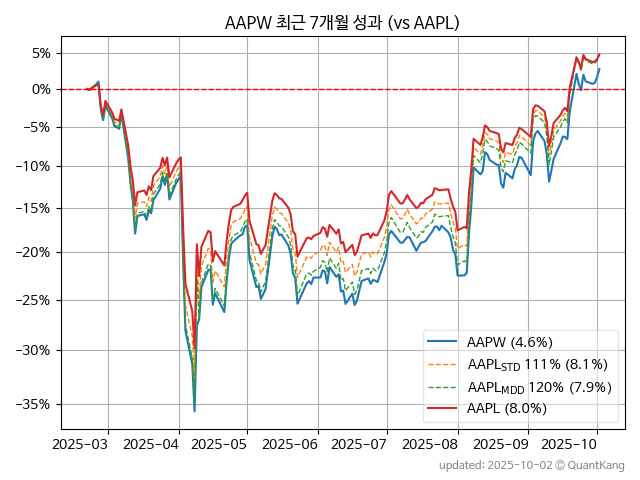 AAPW 최근 7개월 성과 (vs AAPL)
5%
0%
−5%
−10%
−15%
−20%
−25%
−30%
−35%
AAPW (4.6%)
AAPL_STD 111% (8.1%)
AAPL_MDD 120% (7.9%)
AAPL (8.0%)
2025-03 2025-04 2025-05 2025-06 2025-07 2025-08 2025-09 2025-10
updated: 2025-10-02 © QuantKang